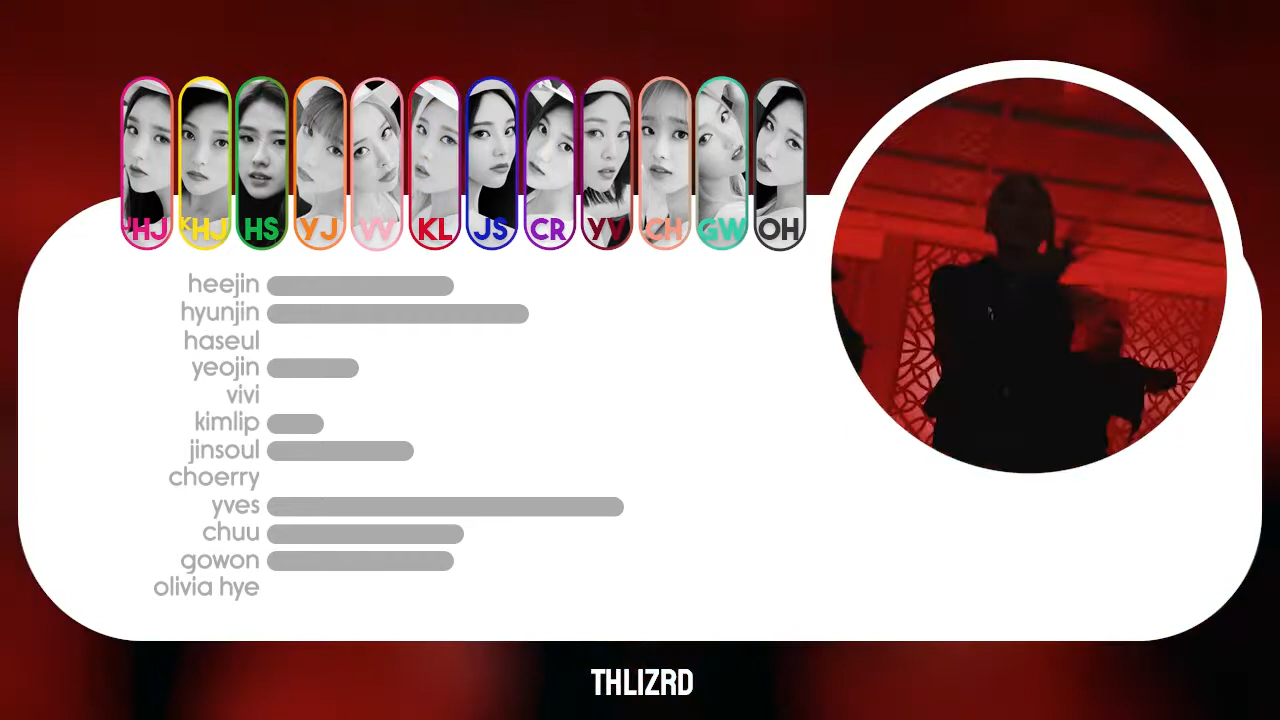 HJ KHJ HS YJ VV KL JS CR YY CH GW OH
heejin
hyunjin
haseul
yeojin
vivi
kimlip
jinsoul
choerry
yves
chuu
gowon
olivia hye
THLIZRD